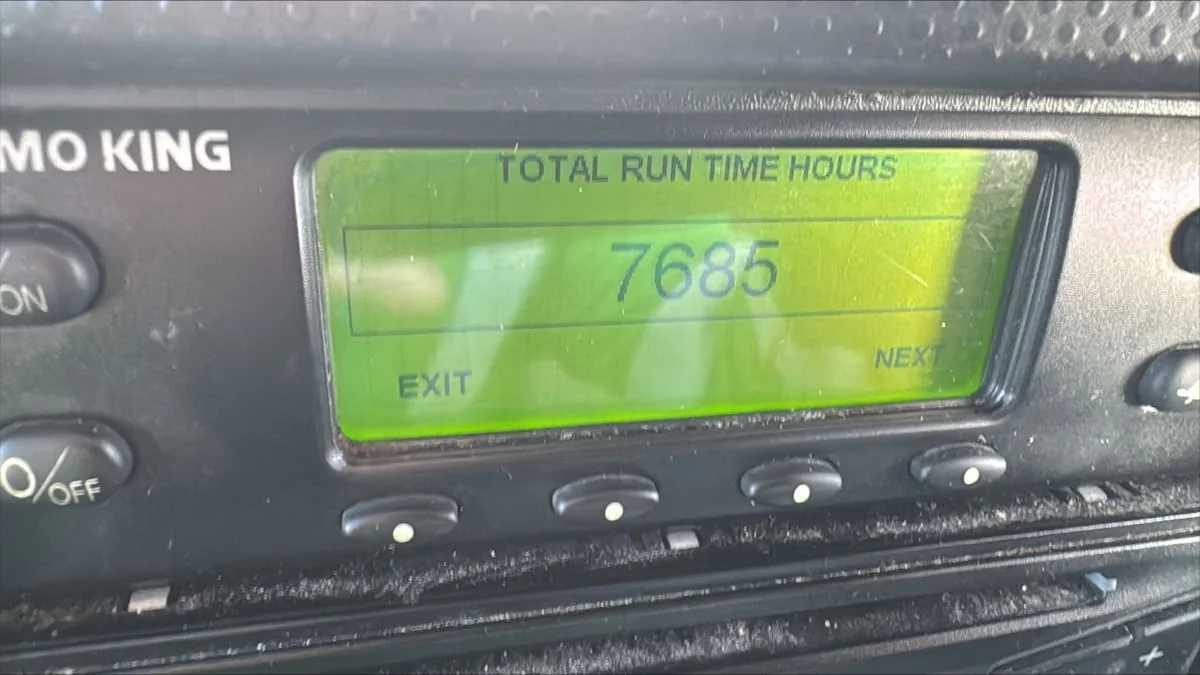 MO KING
TOTAL RUN TIME HOURS
7685
NEXT
EXIT
/ON
O/OFF